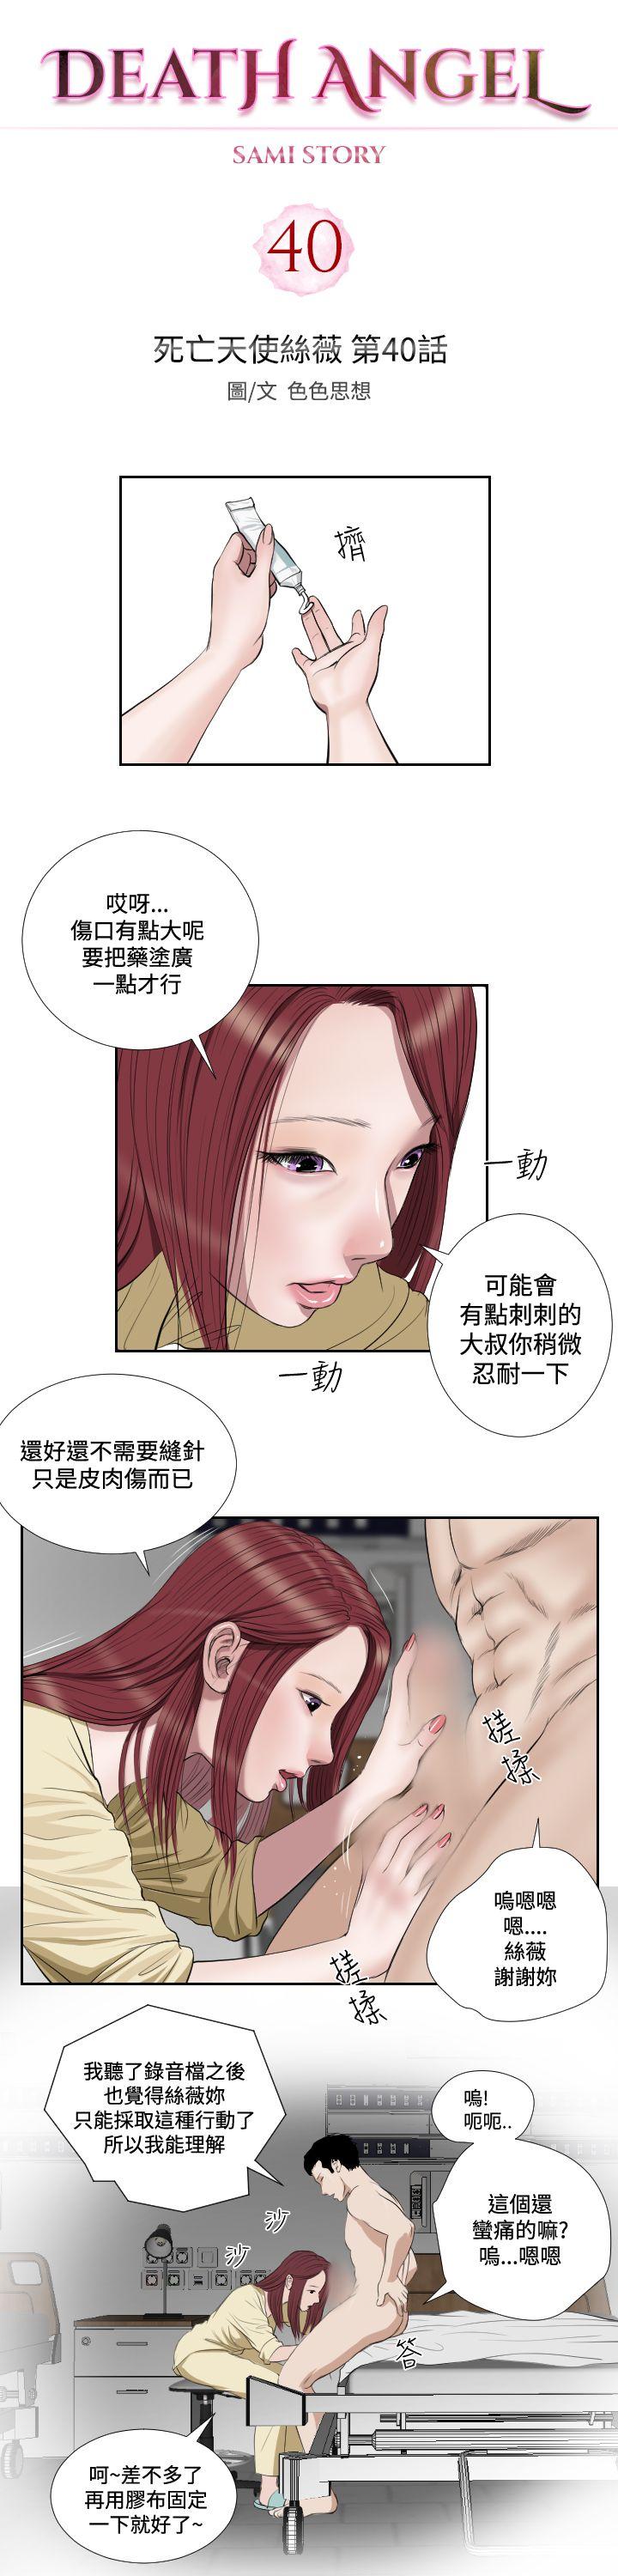 DEATH ANGEL
SAMI STORY
40
死亡天使絲薇 第40話
圖/文 色色思想
擠
哎呀...
傷口有點大呢
要把藥塗廣
一點才行
一動
可能會
有點刺刺的
大叔你稍微
忍耐一下
一動
還好還不需要縫針
只是皮肉傷而已
搓
揉
嗚嗯嗯
嗯....
絲薇
謝謝妳
搓
揉
我聽了錄音檔之後
也覺得絲薇妳
只能採取這種行動了
所以我能理解
嗚!
呃呃..
這個還
蠻痛的嘛?
嗚...嗯嗯
沙
沙
答
呵~差不多了
再用膠布固定
一下就好了~